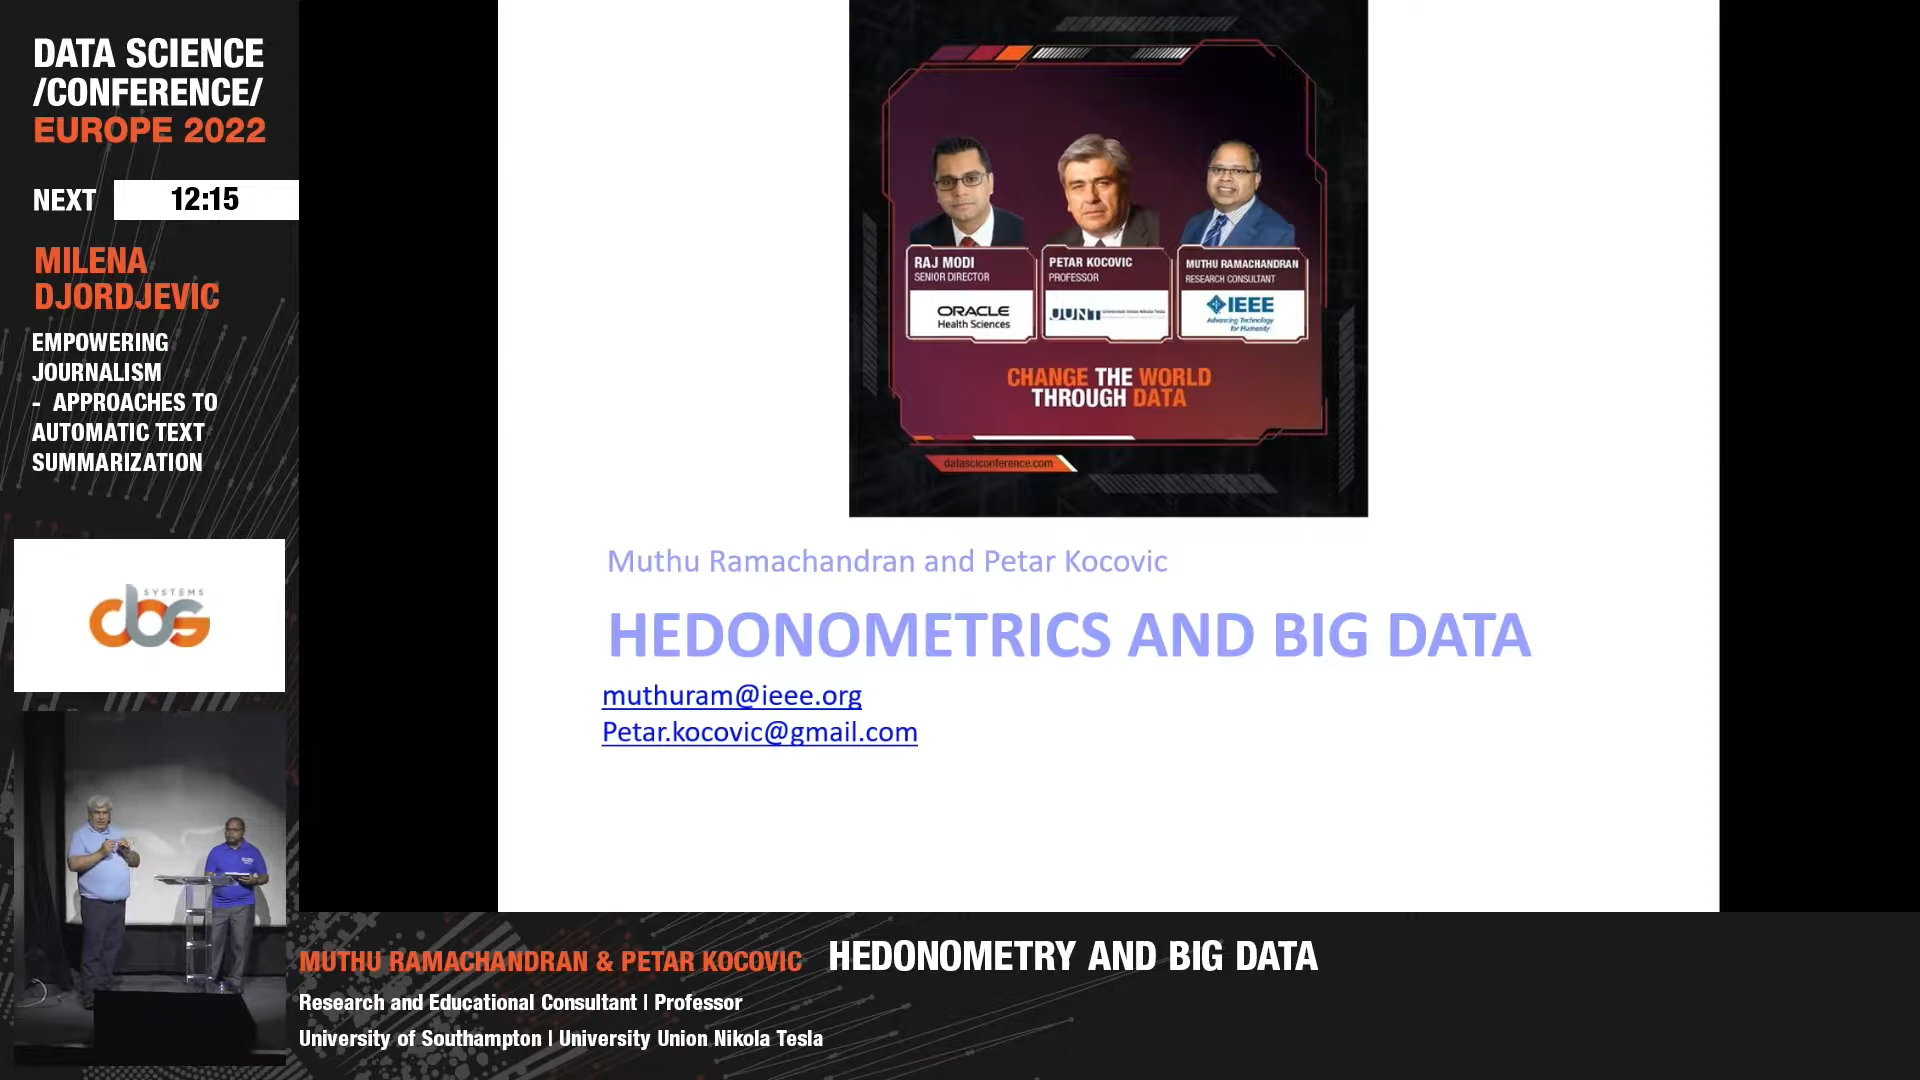 DATA SCIENCE
/CONFERENCE/
EUROPE 2022
NEXT 12:15
MILENA
DJORDJEVIC
EMPOWERING
JOURNALISM
- APPROACHES TO
AUTOMATIC TEXT
SUMMARIZATION
SYSTEMS
cbs
RAJ MODI
SENIOR DIRECTOR
ORACLE
Health Sciences
PETAR KOCOVIC
PROFESSOR
UUNT
MUTHU RAMACHANDRAN
RESEARCH CONSULTANT
IEEE
Advancing Technology
for Humanity
CHANGE THE WORLD
THROUGH DATA
datasciconference.com
Muthu Ramachandran and Petar Kocovic
HEDONOMETRICS AND BIG DATA
muthuram@ieee.org
Petar.kocovic@gmail.com
MUTHU RAMACHANDRAN & PETAR KOCOVIC HEDONOMETRY AND BIG DATA
Research and Educational Consultant | Professor
University of Southampton | University Union Nikola Tesla